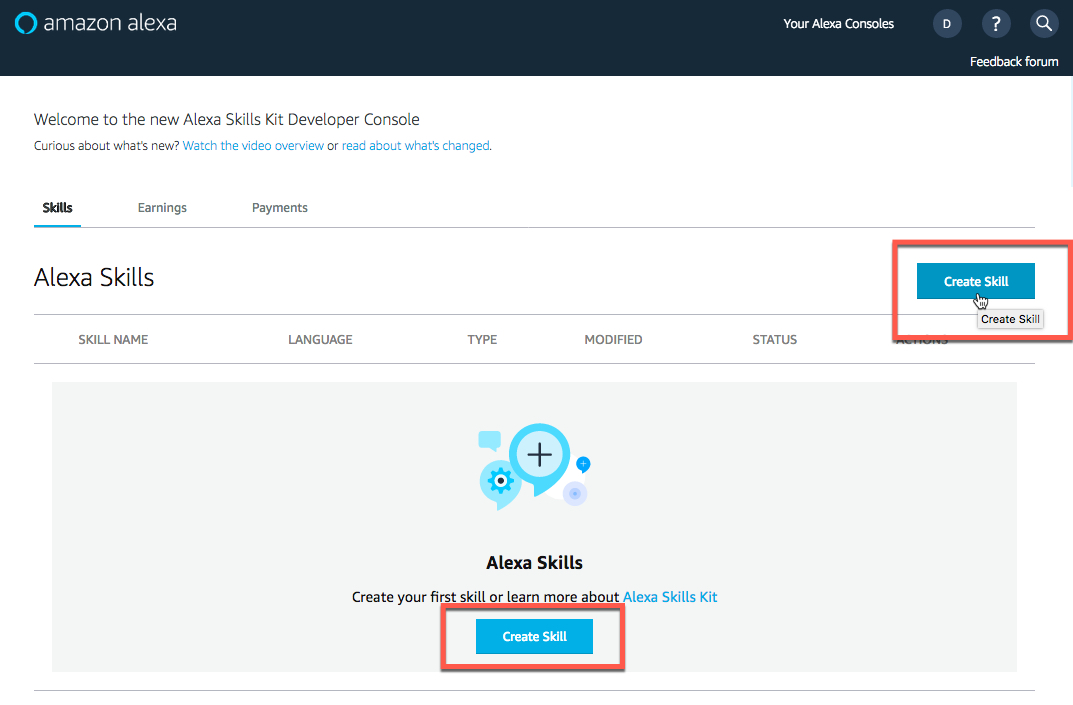 amazon alexa
Your Alexa Consoles
D
?
Feedback forum
Welcome to the new Alexa Skills Kit Developer Console
Curious about what's new? Watch the video overview or read about what's changed.
Skills Earnings Payments
Alexa Skills
Create Skill
Create Skill
SKILL NAME LANGUAGE TYPE MODIFIED STATUS ACTIONS
Alexa Skills
Create your first skill or learn more about Alexa Skills Kit
Create Skill